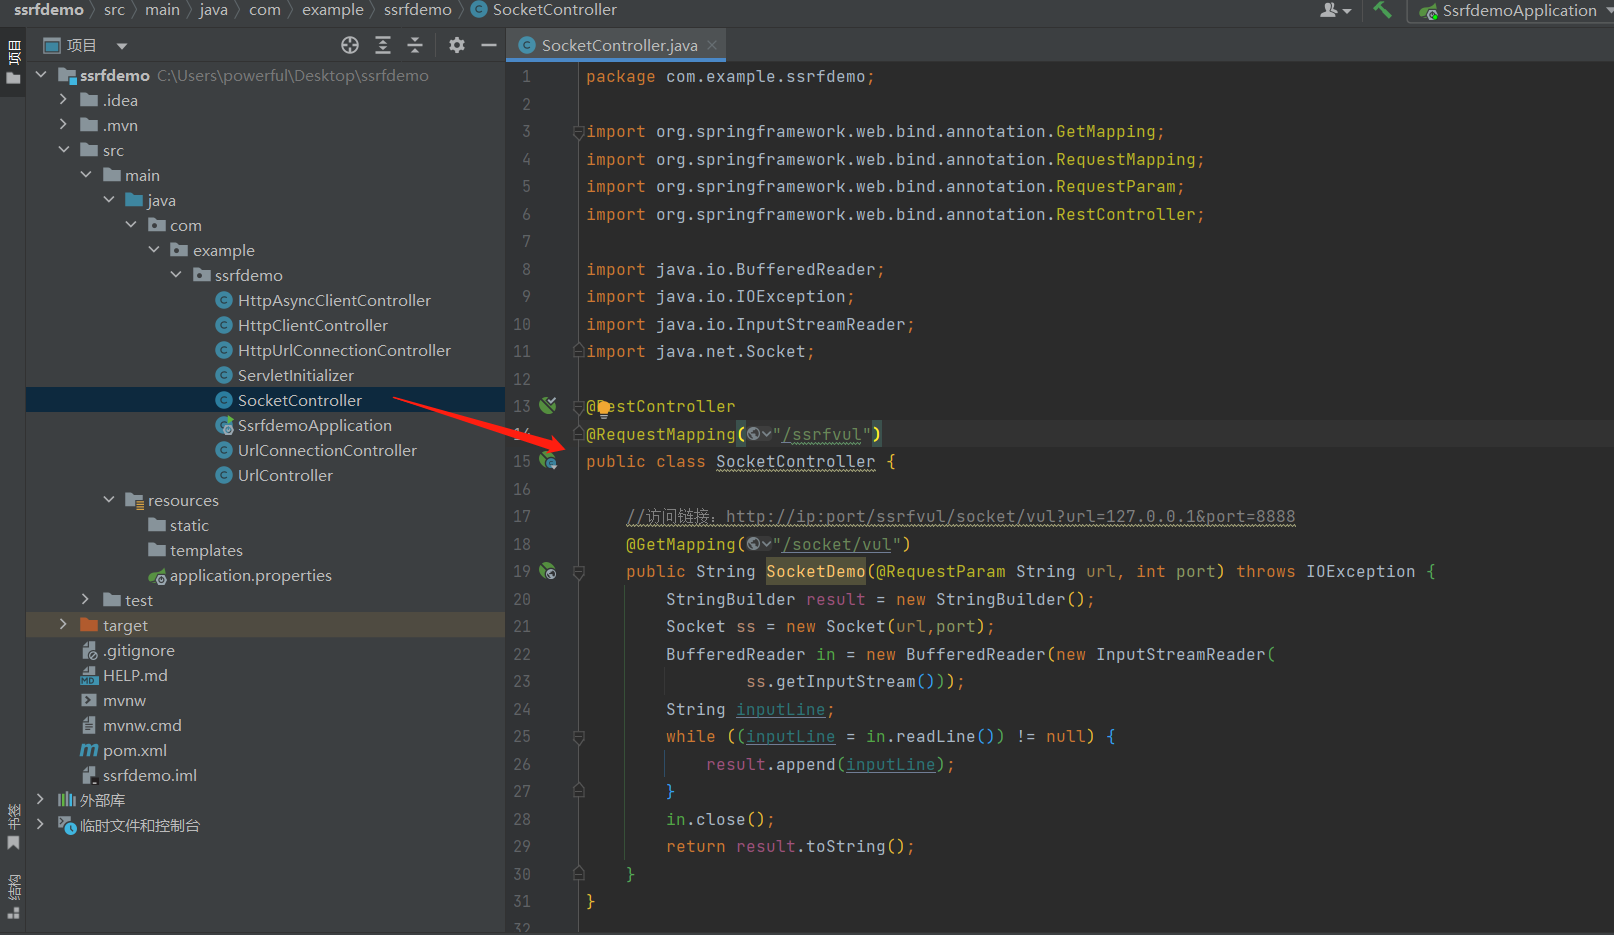 ssrfdemo src main java com example ssrfdemo SocketController
SsrfdemoApplication
项目
项目
SocketController.java
ssrfdemo C:\Users\powerful\Desktop\ssrfdemo
.idea
.mvn
src
main
java
com
example
ssrfdemo
HttpAsyncClientController
HttpClientController
HttpUrlConnectionController
ServletInitializer
SocketController
SsrfdemoApplication
UrlConnectionController
UrlController
resources
static
templates
application.properties
test
target
.gitignore
HELP.md
mvnw
mvnw.cmd
pom.xml
ssrfdemo.iml
外部库
临时文件和控制台
书签
结构
1 package com.example.ssrfdemo;
2
3 import org.springframework.web.bind.annotation.GetMapping;
4 import org.springframework.web.bind.annotation.RequestMapping;
5 import org.springframework.web.bind.annotation.RequestParam;
6 import org.springframework.web.bind.annotation.RestController;
7
8 import java.io.BufferedReader;
9 import java.io.IOException;
10 import java.io.InputStreamReader;
11 import java.net.Socket;
12
13 @RestController
14 @RequestMapping("/ssrfvul")
15 public class SocketController {
16
17 //访问链接：http://ip:port/ssrfvul/socket/vul?url=127.0.0.1&port=8888
18 @GetMapping("/socket/vul")
19 public String SocketDemo(@RequestParam String url, int port) throws IOException {
20 StringBuilder result = new StringBuilder();
21 Socket ss = new Socket(url,port);
22 BufferedReader in = new BufferedReader(new InputStreamReader(
23 ss.getInputStream()));
24 String inputLine;
25 while ((inputLine = in.readLine()) != null) {
26 result.append(inputLine);
27 }
28 in.close();
29 return result.toString();
30 }
31 }
32